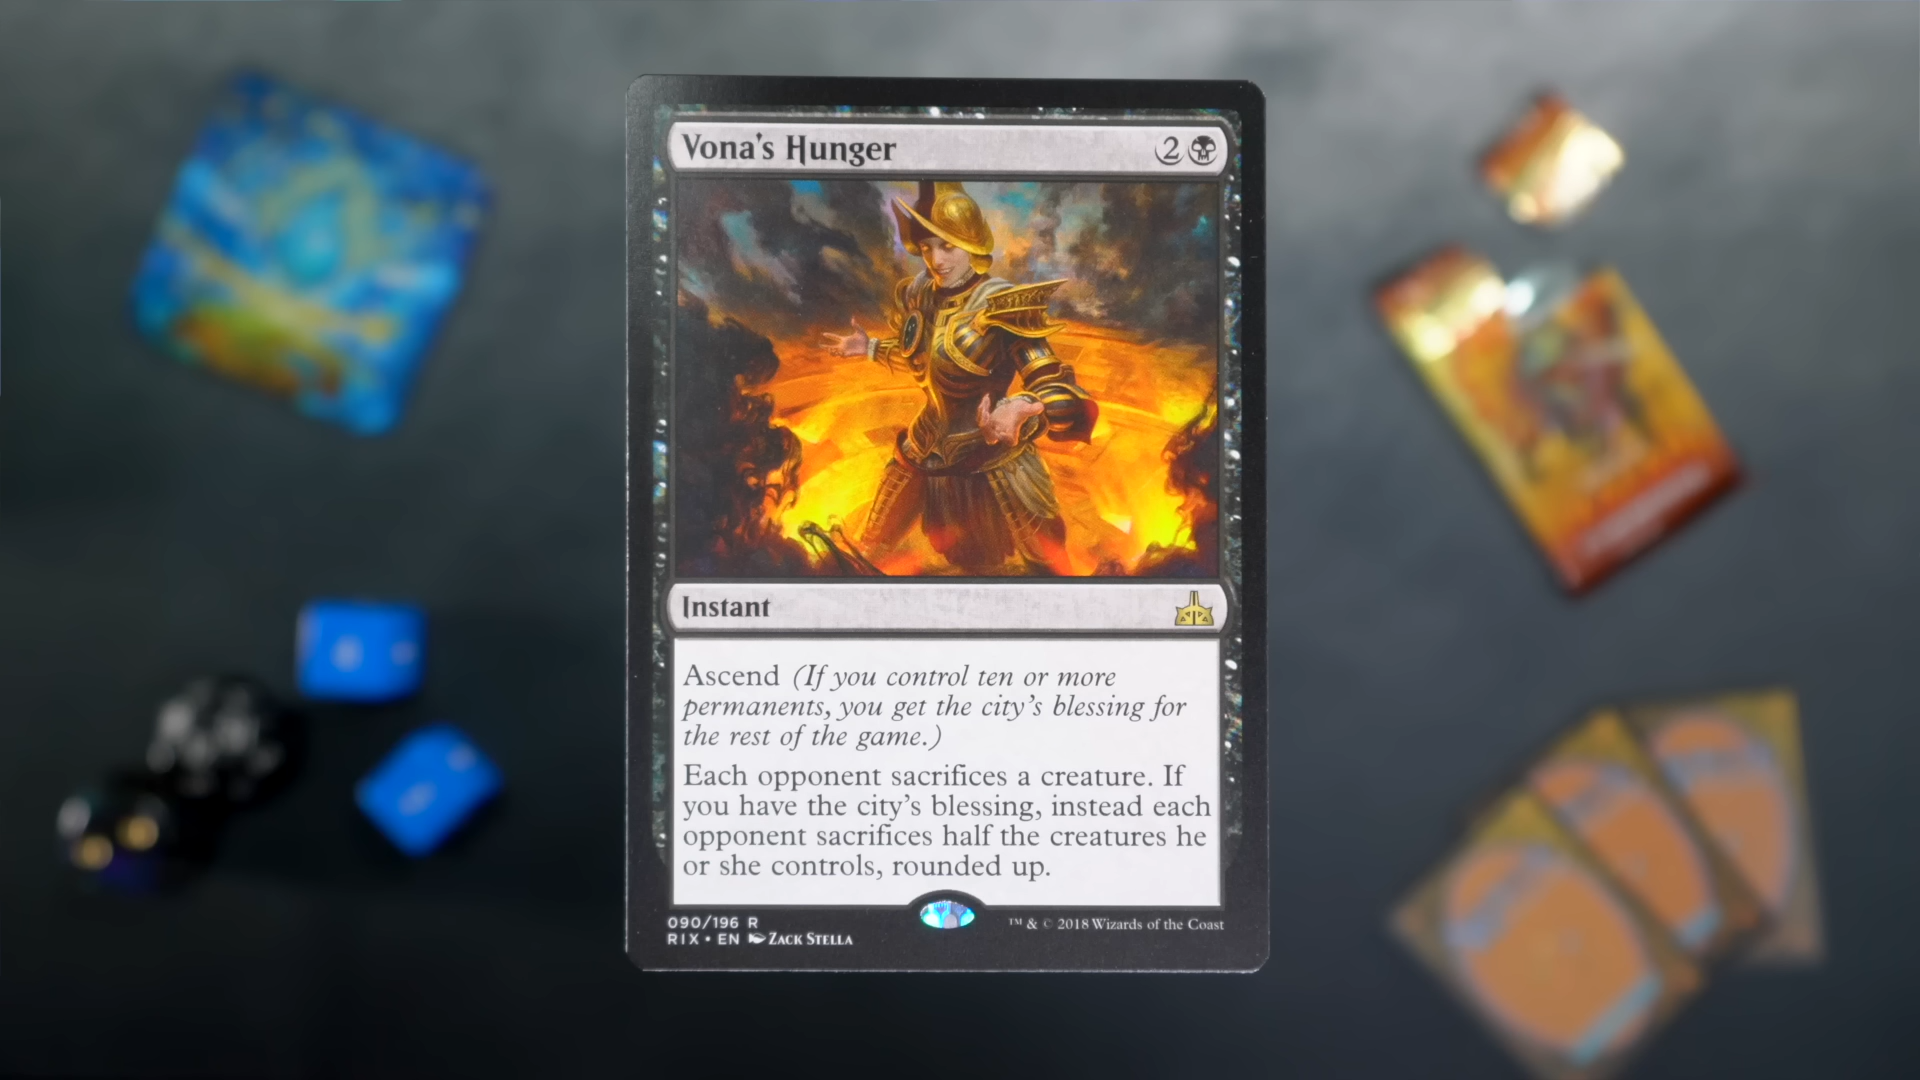 Vona's Hunger
2
Instant
Ascend (If you control ten or more
permanents, you get the city's blessing for
the rest of the game.)
Each opponent sacrifices a creature. If
you have the city's blessing, instead each
opponent sacrifices half the creatures he
or she controls, rounded up.
090/196 R
RIX • EN ZACK STELLA
™ & © 2018 Wizards of the Coast